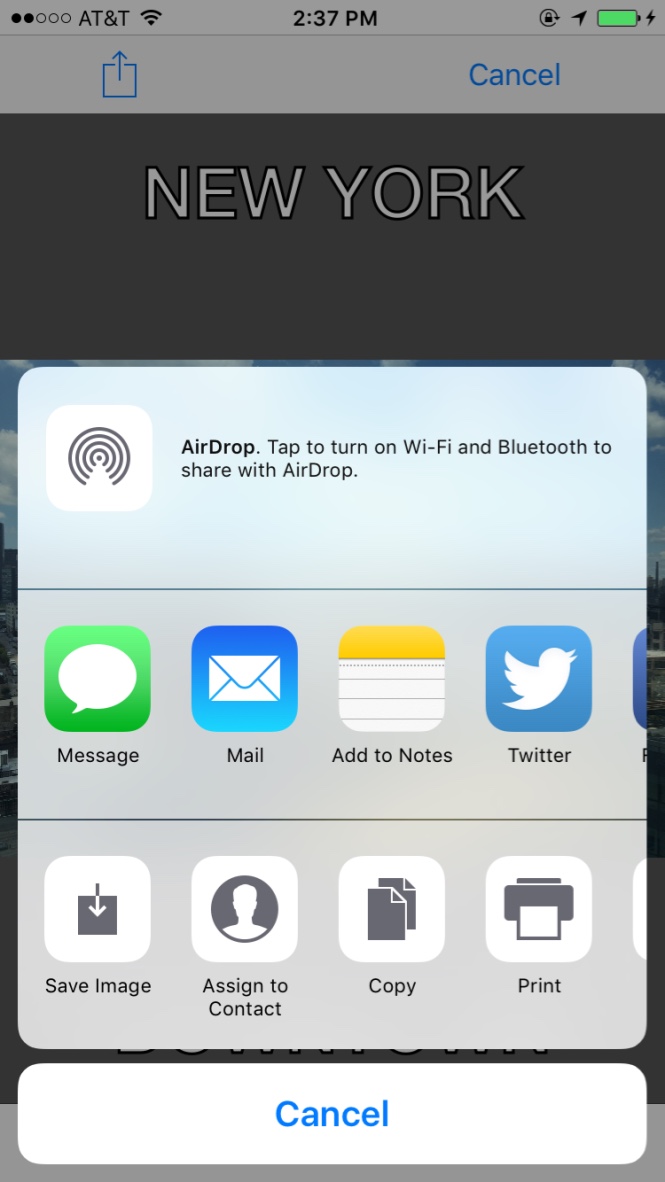 AT&T 2:37 PM
Cancel
NEW YORK
AirDrop. Tap to turn on Wi-Fi and Bluetooth to
share with AirDrop.
Message Mail Add to Notes Twitter
Save Image Assign to Copy Print
Contact
DOWNTOWN
Cancel